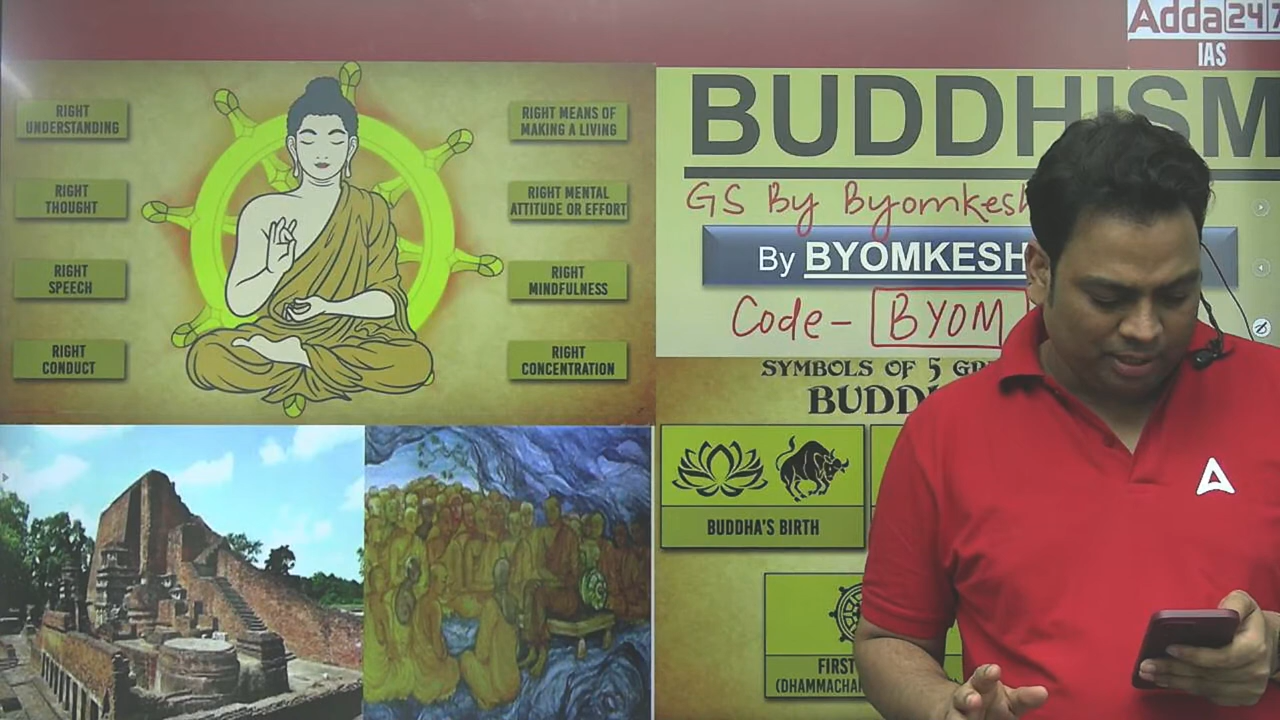 Adda247
IAS
RIGHT
UNDERSTANDING
RIGHT
THOUGHT
RIGHT
SPEECH
RIGHT
CONDUCT
RIGHT MEANS OF
MAKING A LIVING
RIGHT MENTAL
ATTITUDE OR EFFORT
RIGHT
MINDFULNESS
RIGHT
CONCENTRATION
BUDDHISM
GS By Byomkesh
By BYOMKESH
Code- BYOM
SYMBOLS OF 5
BUDDHA'S BIRTH
FIRST